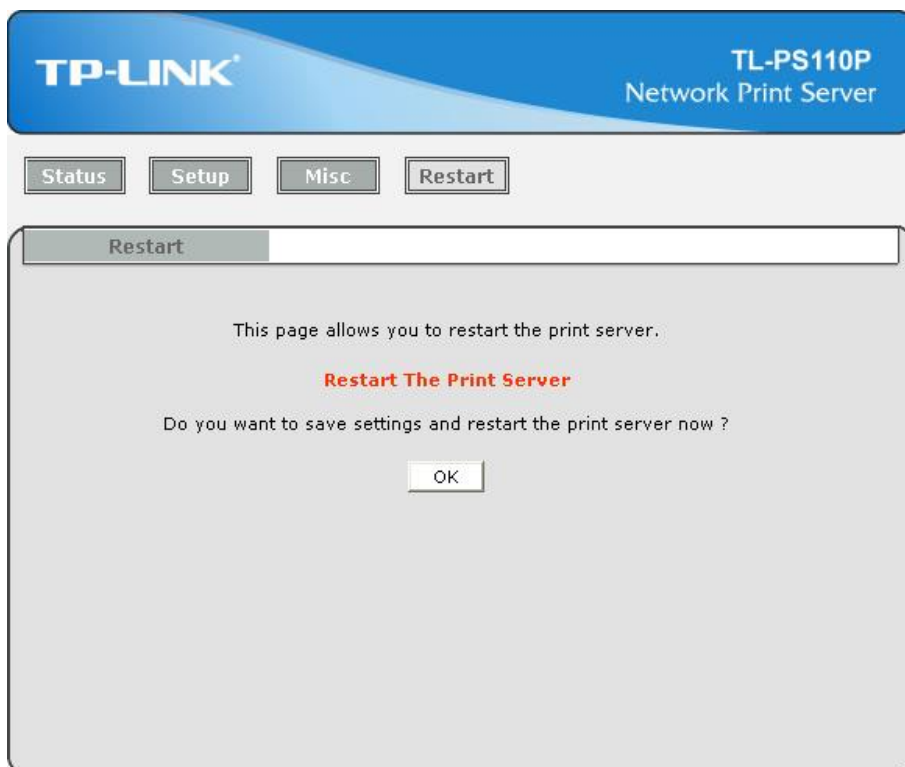 TP-LINK
TL-PS110P
Network Print Server
Status Setup Misc Restart
Restart
This page allows you to restart the print server.
Restart The Print Server
Do you want to save settings and restart the print server now ?
OK